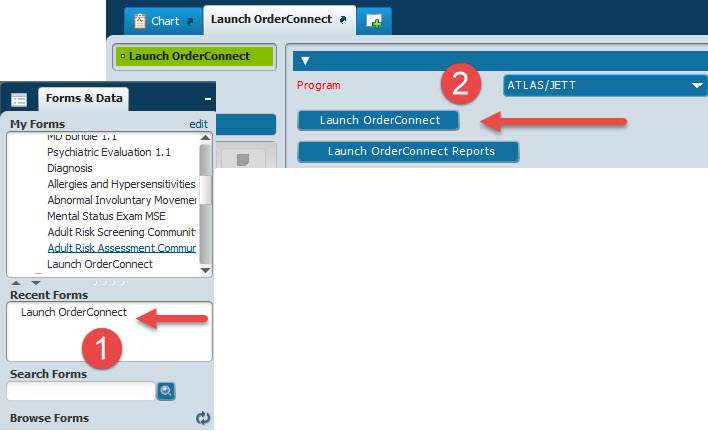 Chart
Launch OrderConnect
Launch OrderConnect
2
Program
ATLAS/JETT
Launch OrderConnect
Launch OrderConnect Reports
Forms & Data
My Forms edit
MD Bundle 1.1
Psychiatric Evaluation 1.1
Diagnosis
Allergies and Hypersensitivities
Abnormal Involuntary Moveme
Mental Status Exam MSE
Adult Risk Screening Communit
Adult Risk Assessment Commur
Launch OrderConnect
Recent Forms
Launch OrderConnect
1
Search Forms
Browse Forms